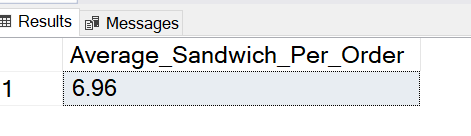 Results Messages
Average_Sandwich_Per_Order
1 6.96